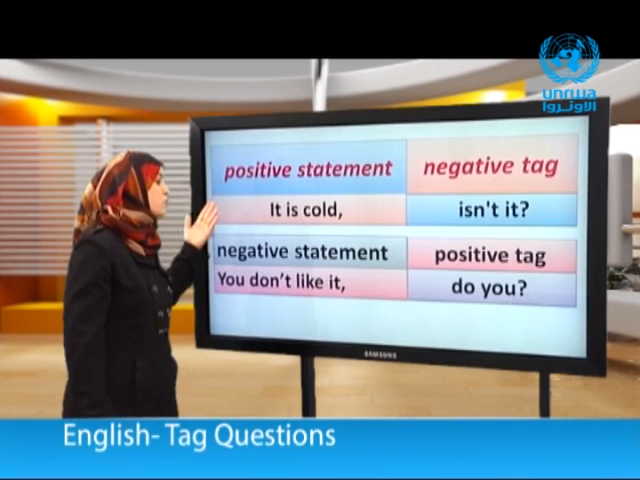 unrwa
الأونروا
positive statement
negative tag
It is cold,
isn't it?
negative statement
positive tag
You don't like it,
do you?
SAMSUNG
English- Tag Questions